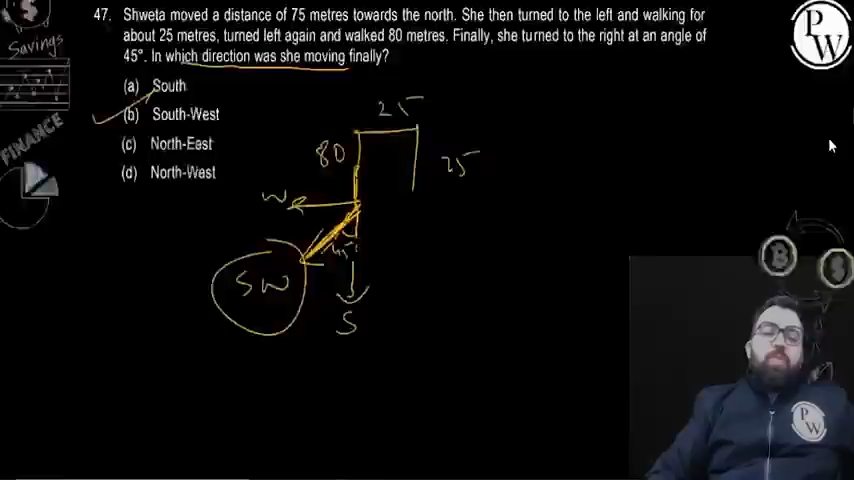 47. Shweta moved a distance of 75 metres towards the north. She then turned to the left and walking for
about 25 metres, turned left again and walked 80 metres. Finally, she turned to the right at an angle of
45°. In which direction was she moving finally?
(a) South
(b) South-West
(c) North-East
(d) North-West
Savings
FINANCE
25
80
25
W
45°
SW
S
P
W
B
$
P
W